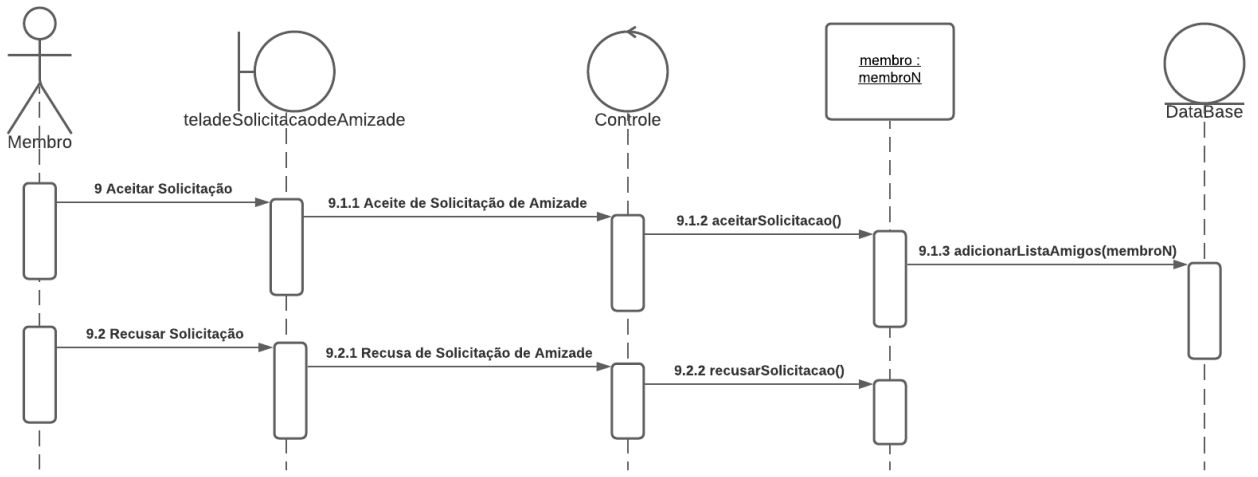 membro :
membroN
teladeSolicitacaodeAmizade
Controle
DataBase
Membro
9 Aceitar Solicitação
9.1.1 Aceite de Solicitação de Amizade
9.1.2 aceitarSolicitacao()
9.1.3 adicionarListaAmigos(membroN)
9.2 Recusar Solicitação
9.2.1 Recusa de Solicitação de Amizade
9.2.2 recusarSolicitacao()